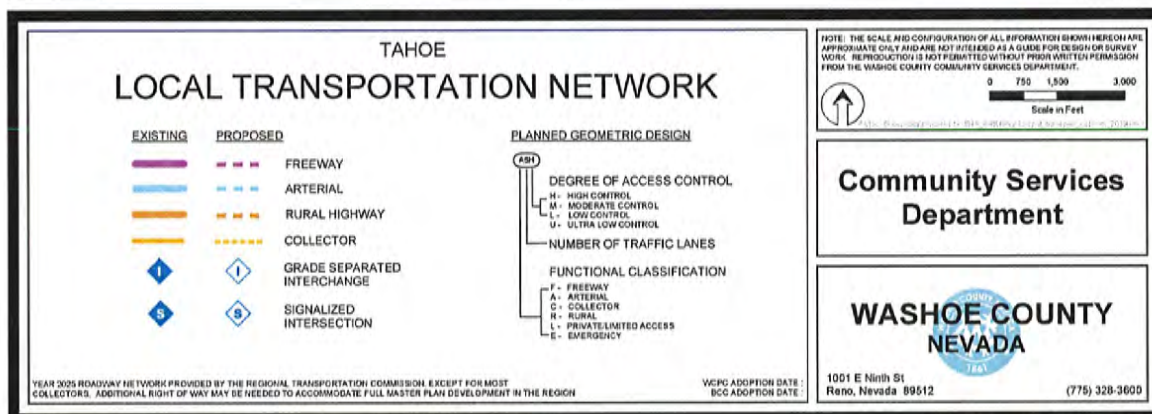 TAHOE
LOCAL TRANSPORTATION NETWORK
EXISTING PROPOSED
FREEWAY
ARTERIAL
RURAL HIGHWAY
COLLECTOR
I I GRADE SEPARATED
INTERCHANGE
S S SIGNALIZED
INTERSECTION
PLANNED GEOMETRIC DESIGN
DEGREE OF ACCESS CONTROL
H - HIGH CONTROL
M - MODERATE CONTROL
L - LOW CONTROL
U - ULTRA LOW CONTROL
NUMBER OF TRAFFIC LANES
FUNCTIONAL CLASSIFICATION
F - FREEWAY
A - ARTERIAL
C - COLLECTOR
R - RURAL
L - PRIVATE/LIMITED ACCESS
E - EMERGENCY
YEAR 2025 ROADWAY NETWORK PROVIDED BY THE REGIONAL TRANSPORTATION COMMISSION, EXCEPT FOR MOST
COLLECTORS. ADDITIONAL RIGHT OF WAY MAY BE NEEDED TO ACCOMMODATE FULL MASTER PLAN DEVELOPMENT IN THE REGION
WCPC ADOPTION DATE :
BCC ADOPTION DATE :
NOTE: THE SCALE AND CONFIGURATION OF ALL INFORMATION SHOWN HEREON ARE
APPROXIMATE ONLY AND ARE NOT INTENDED AS A GUIDE FOR DESIGN OR SURVEY
WORK. REPRODUCTION IS NOT PERMITTED WITHOUT PRIOR WRITTEN PERMISSION
FROM THE WASHOE COUNTY COMMUNITY SERVICES DEPARTMENT.
0 750 1,500 3,000
Scale in Feet
Community Services
Department
WASHOE COUNTY
NEVADA
1861
1001 E Ninth St
Reno, Nevada 89512
(775) 328-3600